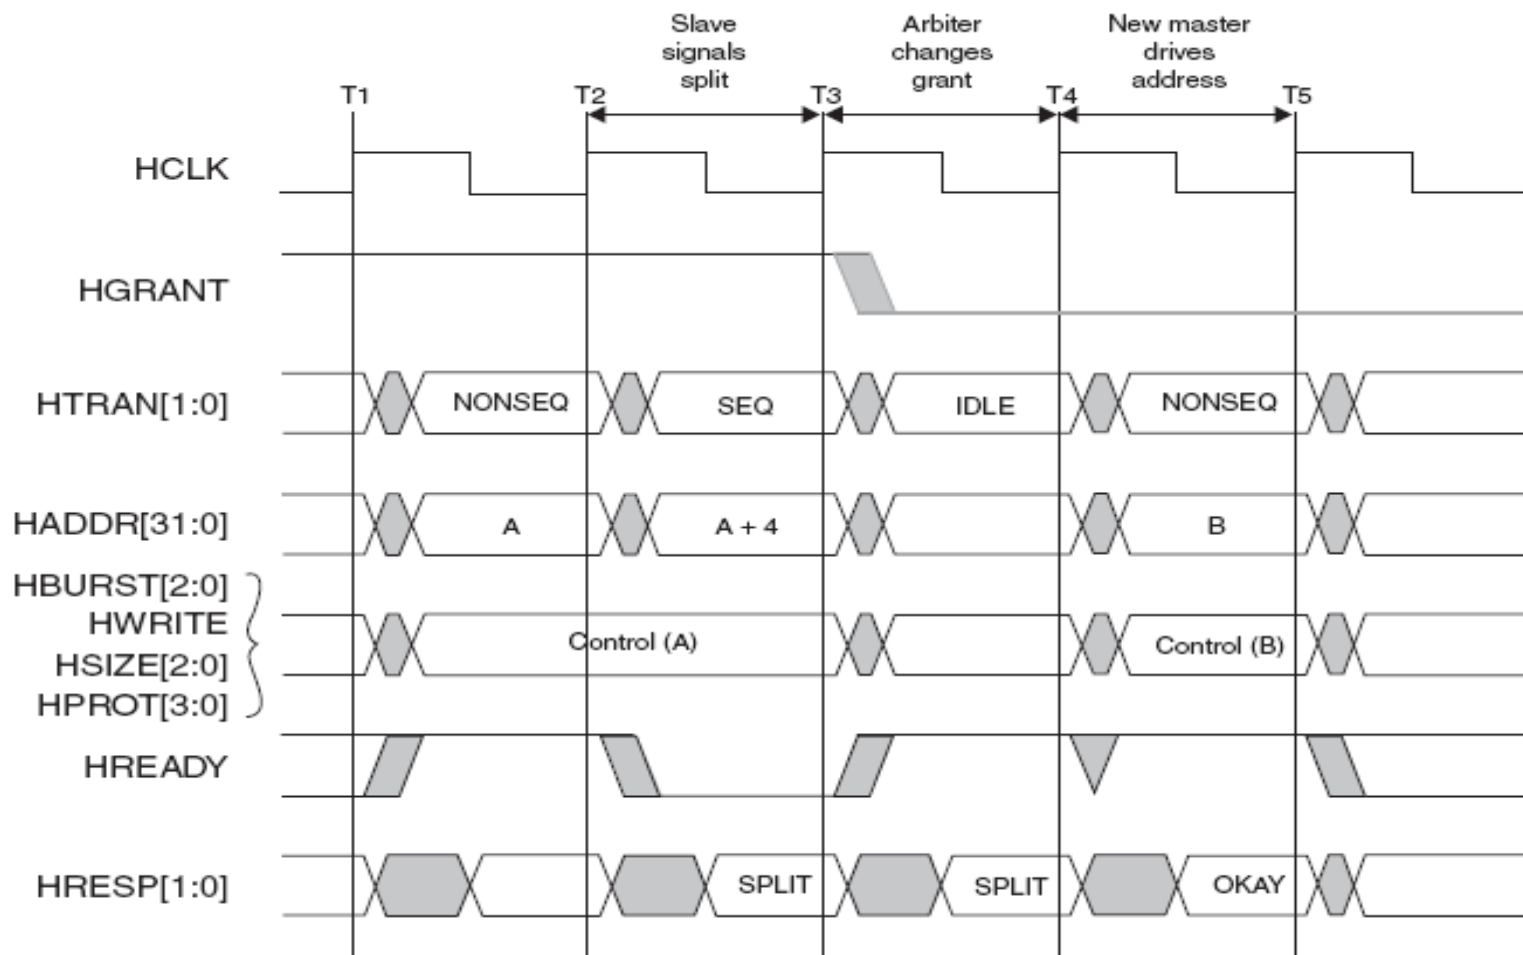 Slave
signals
split
Arbiter
changes
grant
New master
drives
address
T1
T2
T3
T4
T5
HCLK
HGRANT
HTRAN[1:0]
NONSEQ
SEQ
IDLE
NONSEQ
HADDR[31:0]
A
A + 4
B
HBURST[2:0]
HWRITE
HSIZE[2:0]
HPROT[3:0]
Control (A)
Control (B)
HREADY
HRESP[1:0]
SPLIT
SPLIT
OKAY